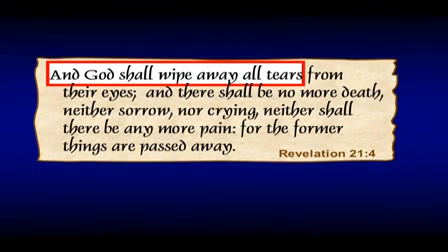 And God shall wipe away all tears from
their eyes; and there shall be no more death,
neither sorrow, nor crying, neither shall
there be any more pain: for the former
things are passed away.
Revelation 21:4